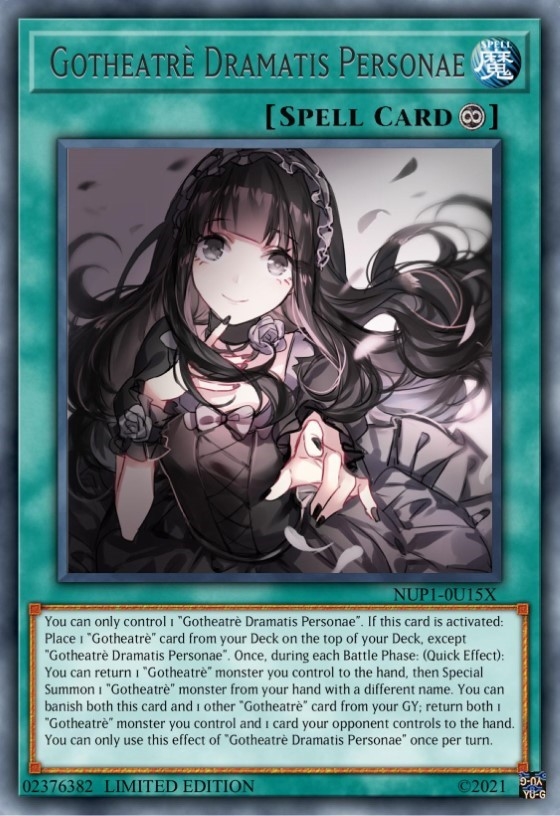 GOTHEATRÈ DRAMATIS PERSONAE
SPELL
魔
[SPELL CARD ]
NUP1-0U15X
You can only control 1 "Gotheatrè Dramatis Personae". If this card is activated:
Place 1 "Gotheatrè" card from your Deck on the top of your Deck, except
"Gotheatrè Dramatis Personae". Once, during each Battle Phase: (Quick Effect):
You can return 1 "Gotheatrè" monster you control to the hand, then Special
Summon 1 "Gotheatrè" monster from your hand with a different name. You can
banish both this card and 1 other "Gotheatrè" card from your GY; return both 1
"Gotheatrè" monster you control and 1 card your opponent controls to the hand.
You can only use this effect of "Gotheatrè Dramatis Personae" once per turn.
02376382 LIMITED EDITION
©2021